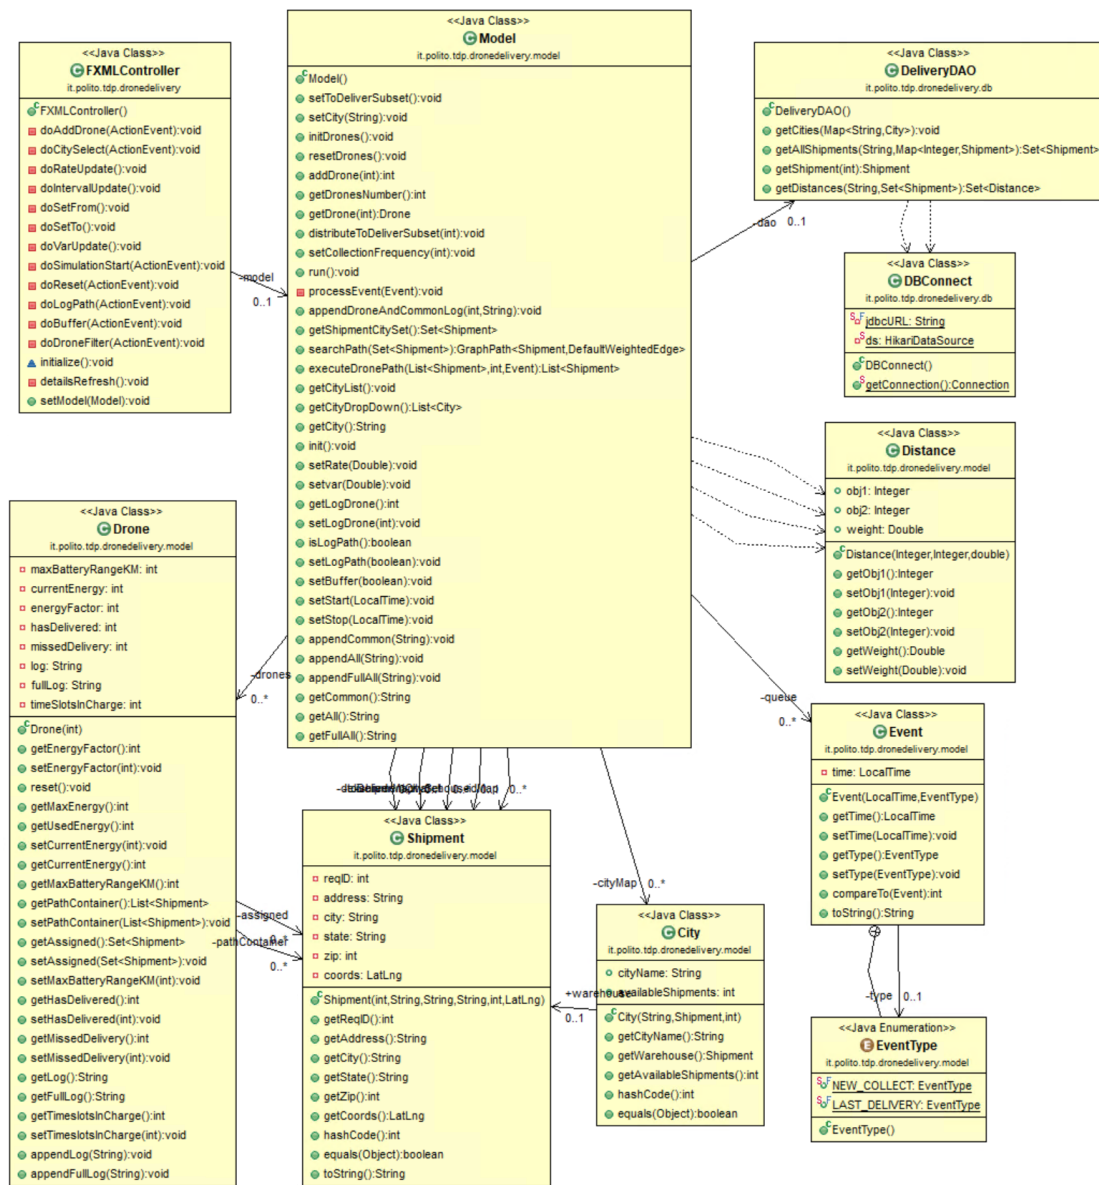 <<Java Class>>
FXMLController
it.polito.tdp.dronedelivery
FXMLController()
doAddDrone(ActionEvent):void
doCitySelect(ActionEvent):void
doRateUpdate():void
doIntervalUpdate():void
doSetFrom():void
doSetTo():void
doVarUpdate():void
doSimulationStart(ActionEvent):void
doReset(ActionEvent):void
doLogPath(ActionEvent):void
doBuffer(ActionEvent):void
doDroneFilter(ActionEvent):void
initialize():void
detailsRefresh():void
setModel(Model):void
-model
0..1
<<Java Class>>
Model
it.polito.tdp.dronedelivery.model
Model()
setToDeliverSubset():void
setCity(String):void
initDrones():void
resetDrones():void
addDrone(int):int
getDronesNumber():int
getDrone(int):Drone
distributeToDeliverSubset(int):void
setCollectionFrequency(int):void
run():void
processEvent(Event):void
appendDroneAndCommonLog(int,String):void
getShipmentCitySet():Set<Shipment>
searchPath(Set<Shipment>):GraphPath<Shipment,DefaultWeightedEdge>
executeDronePath(List<Shipment>,int,Event):List<Shipment>
getCityList():void
getCityDropDown():List<City>
getCity():String
init():void
setRate(Double):void
setvar(Double):void
getLogDrone():int
setLogDrone(int):void
isLogPath():boolean
setLogPath(boolean):void
setBuffer(boolean):void
setStart(LocalTime):void
setStop(LocalTime):void
appendCommon(String):void
appendAll(String):void
appendFullAll(String):void
getCommon():String
getAll():String
getFullAll():String
<<Java Class>>
DeliveryDAO
it.polito.tdp.dronedelivery.db
DeliveryDAO()
getCities(Map<String,City>):void
getAllShipments(String,Map<Integer,Shipment>):Set<Shipment>
getShipment(int):Shipment
getDistances(String,Set<Shipment>):Set<Distance>
-dao
0..1
<<Java Class>>
DBConnect
it.polito.tdp.dronedelivery.db
jdbcURL: String
ds: HikariDataSource
DBConnect()
getConnection():Connection
<<Java Class>>
Distance
it.polito.tdp.dronedelivery.model
obj1: Integer
obj2: Integer
weight: Double
Distance(Integer,Integer,double)
getObj1():Integer
setObj1(Integer):void
getObj2():Integer
setObj2(Integer):void
getWeight():Double
setWeight(Double):void
<<Java Class>>
Drone
it.polito.tdp.dronedelivery.model
maxBatteryRangeKM: int
currentEnergy: int
energyFactor: int
hasDelivered: int
missedDelivery: int
log: String
fullLog: String
timeSlotsInCharge: int
Drone(int)
getEnergyFactor():int
setEnergyFactor(int):void
reset():void
getMaxEnergy():int
getUsedEnergy():int
setCurrentEnergy(int):void
getCurrentEnergy():int
getMaxBatteryRangeKM():int
getPathContainer():List<Shipment>
setPathContainer(List<Shipment>):void
getAssigned():Set<Shipment>
setAssigned(Set<Shipment>):void
setMaxBatteryRangeKM(int):void
getHasDelivered():int
setHasDelivered(int):void
getMissedDelivery():int
setMissedDelivery(int):void
getLog():String
getFullLog():String
getTimeslotsInCharge():int
setTimeslotsInCharge(int):void
appendLog(String):void
appendFullLog(String):void
-drones
0..*
-queue
0..*
<<Java Class>>
Event
it.polito.tdp.dronedelivery.model
time: LocalTime
Event(LocalTime,EventType)
getTime():LocalTime
setTime(LocalTime):void
getType():EventType
setType(EventType):void
compareTo(Event):int
toString():String
0..*
<<Java Class>>
Shipment
it.polito.tdp.dronedelivery.model
reqID: int
address: String
city: String
state: String
zip: int
coords: LatLng
Shipment(int,String,String,String,int,LatLng)
getReqID():int
getAddress():String
getCity():String
getState():String
getZip():int
getCoords():LatLng
hashCode():int
equals(Object):boolean
toString():String
-assigned
0..*
-pathContainer
0..*
-cityMap
0..*
<<Java Class>>
City
it.polito.tdp.dronedelivery.model
cityName: String
availableShipments: int
City(String,Shipment,int)
getCityName():String
getWarehouse():Shipment
getAvailableShipments():int
hashCode():int
equals(Object):boolean
+warehouse
0..1
-type
0..1
<<Java Enumeration>>
EventType
it.polito.tdp.dronedelivery.model
NEW_COLLECT: EventType
LAST_DELIVERY: EventType
EventType()